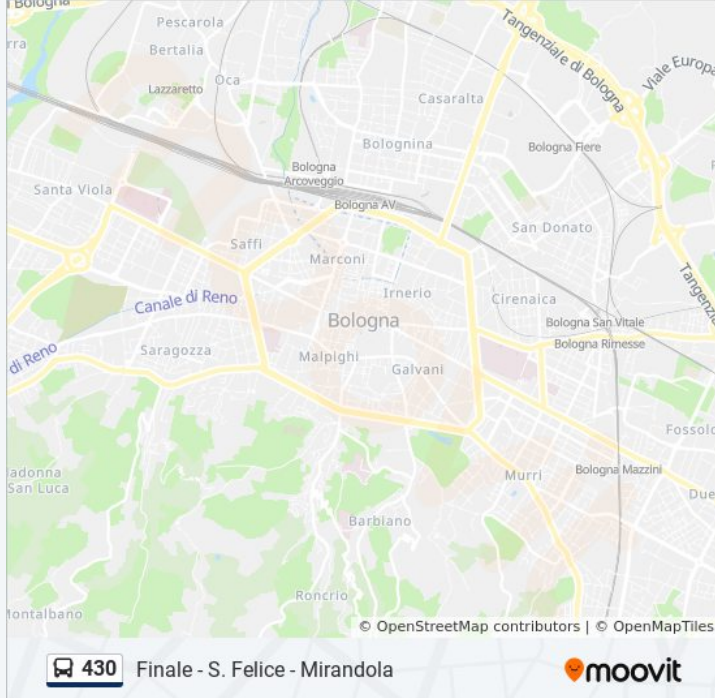 i Bologna
Pescarola
Tangenziale di Bologna
Bertalia
rra
Viale Europa
Oca
Lazzaretto
Casaralta
Bolognina
Bologna Fiere
Bologna
Arcoveggio
Santa Viola
Bologna AV
San Donato
Saffi
Marconi
Tangenzia
Irnerio
Canale di Reno
Cirenaica
Bologna
Bologna San Vitale
Bologna Rimesse
di Reno
Saragozza
Malpighi
Galvani
Fossolo
adonna
San Luca
Murri
Bologna Mazzini
Due
Barbiano
Roncrio
Montalbano
© OpenStreetMap contributors | © OpenMapTiles
430 Finale - S. Felice - Mirandola
moovit